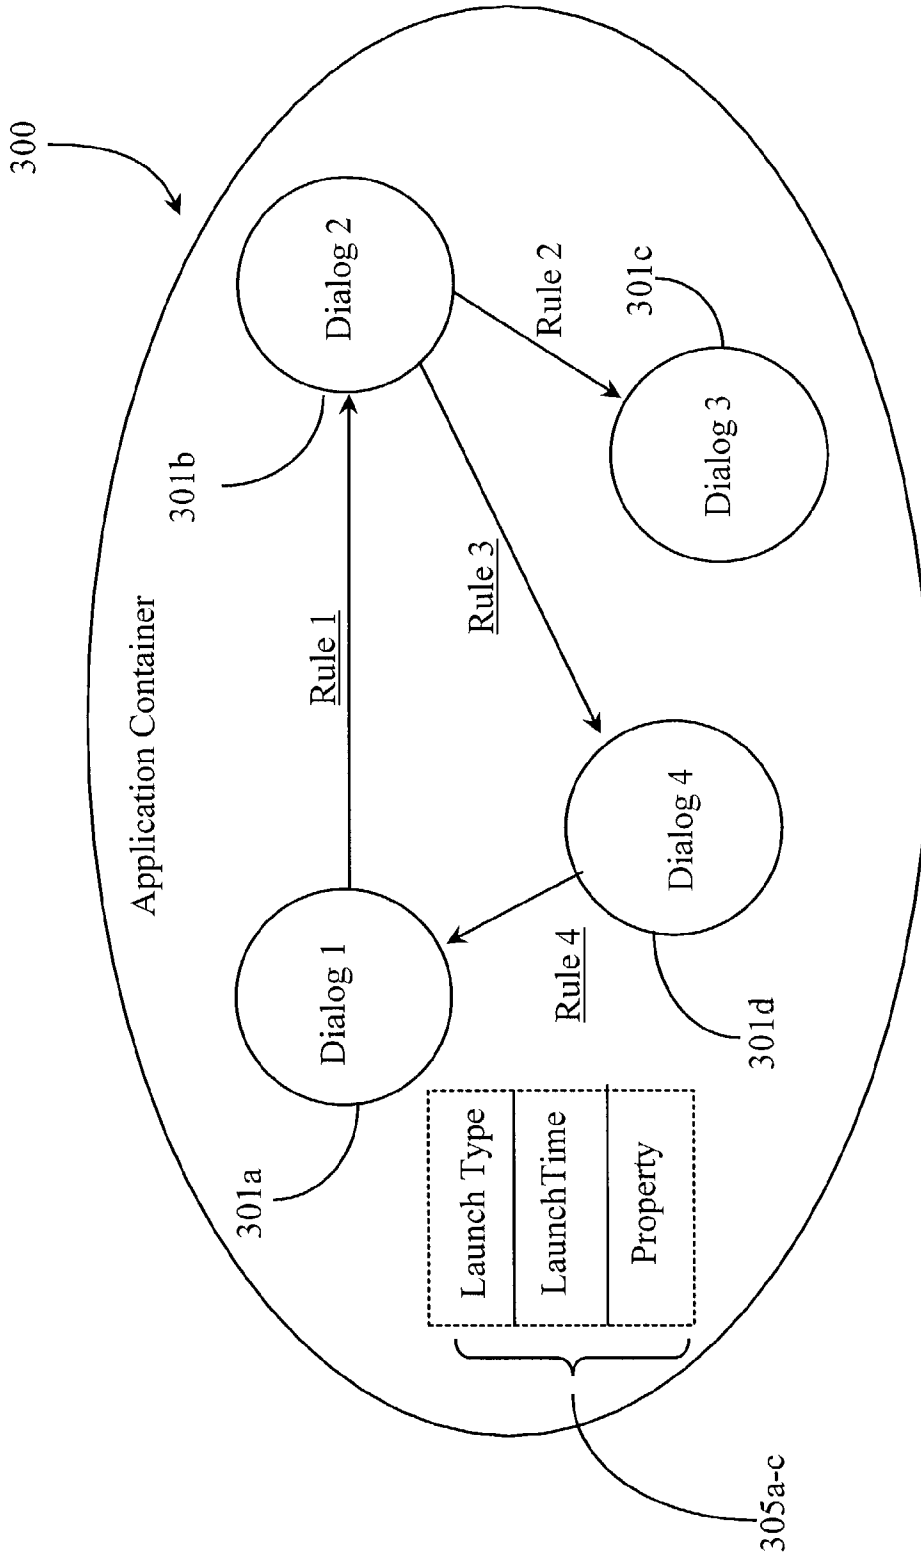 300
Application Container
Dialog 1
Rule 1
Dialog 2
301a
301b
Rule 3
Rule 2
Rule 4
Launch Type
LaunchTime
Property
Dialog 4
Dialog 3
301c
301d
305a-c